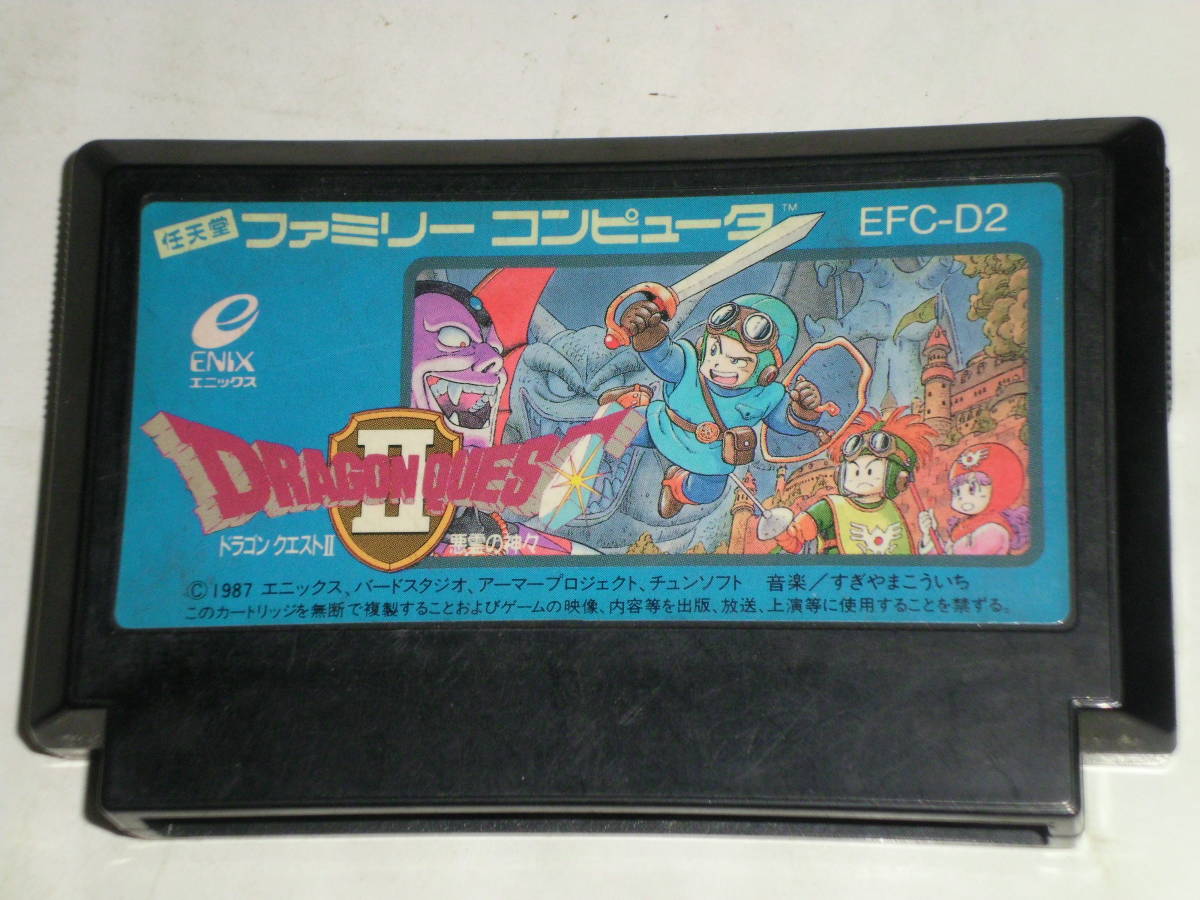 任天堂 ファミリー コンピュータ™ EFC-D2
ENIX
エニックス
DRAGON QUEST
II
ドラゴン クエストII 悪霊の神々
©1987 エニックス、バードスタジオ、アーマープロジェクト、チュンソフト 音楽／すぎやまこういち
このカートリッジを無断で複製することおよびゲームの映像、内容等を出版、放送、上演等に使用することを禁ずる。